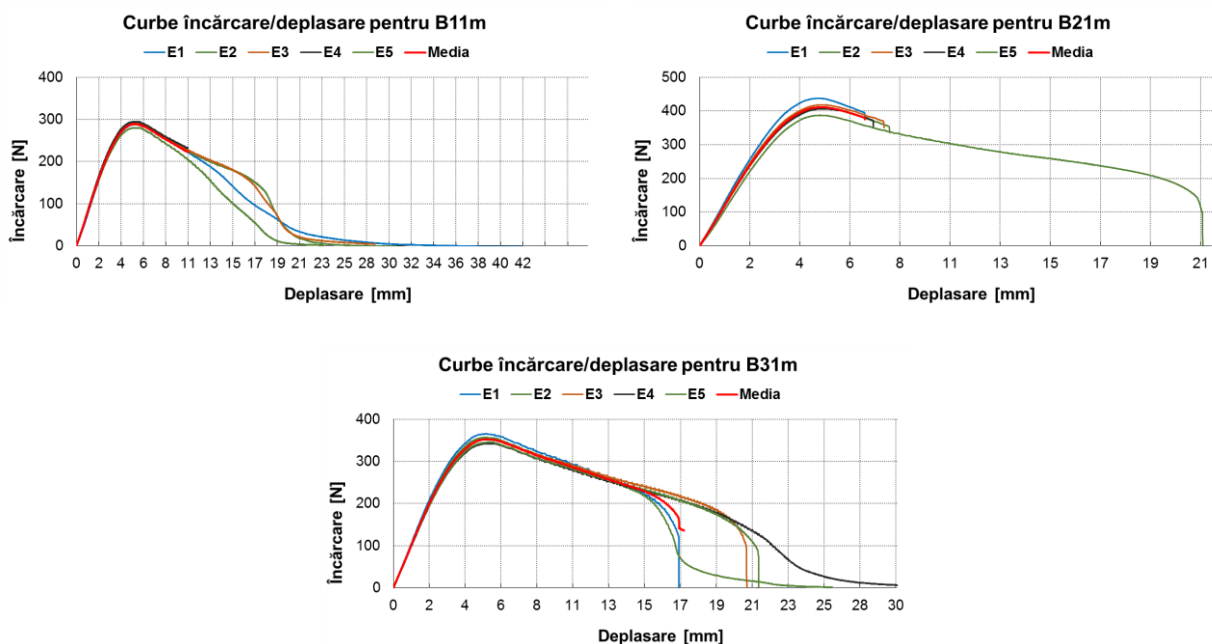 Curbe încărcare/deplasare pentru B11m
E1 E2 E3 E4 E5 Media
400
300
200
100
0
Încărcare [N]
0 2 4 6 8 11 13 15 17 19 21 23 25 28 30 32 34 36 38 40 42
Deplasare [mm]
Curbe încărcare/deplasare pentru B21m
E1 E2 E3 E4 E5 Media
500
400
300
200
100
0
Încărcare [N]
0 2 4 6 8 9 11 13 15 17 19 21
Deplasare [mm]
Curbe încărcare/deplasare pentru B31m
E1 E2 E3 E4 E5 Media
400
300
200
100
0
Încărcare [N]
0 2 4 6 8 11 13 15 17 19 21 23 25 28 30
Deplasare [mm]